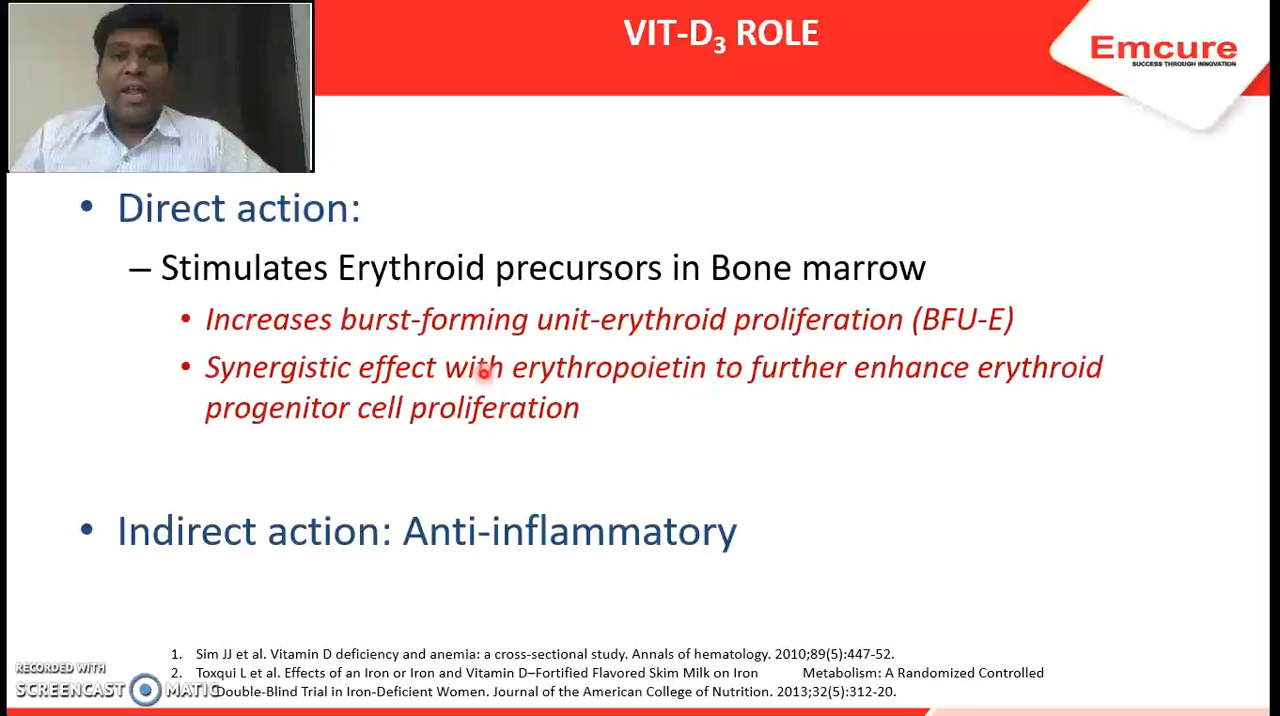 VIT-D3 ROLE
Emcure
SUCCESS THROUGH INNOVATION
• Direct action:
– Stimulates Erythroid precursors in Bone marrow
• Increases burst-forming unit-erythroid proliferation (BFU-E)
• Synergistic effect with erythropoietin to further enhance erythroid
progenitor cell proliferation
• Indirect action: Anti-inflammatory
1. Sim JJ et al. Vitamin D deficiency and anemia: a cross-sectional study. Annals of hematology. 2010;89(5):447-52.
2. Toxqui L et al. Effects of an Iron or Iron and Vitamin D–Fortified Flavored Skim Milk on Iron Metabolism: A Randomized Controlled
Double-Blind Trial in Iron-Deficient Women. Journal of the American College of Nutrition. 2013;32(5):312-20.
RECORDED WITH
SCREENCAST MATIC